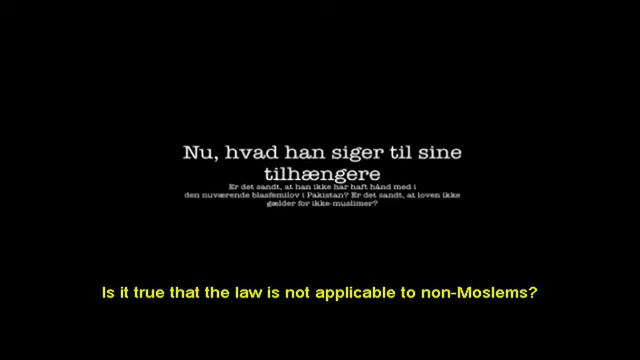 Nu, hvad han siger til sine
tilhængere
Er det sandt, at han ikke har haft hånd med i
den nuværende blasfemilov i Pakistan? Er det sandt, at loven ikke
gælder for ikke-muslimer?
Is it true that the law is not applicable to non-Moslems?